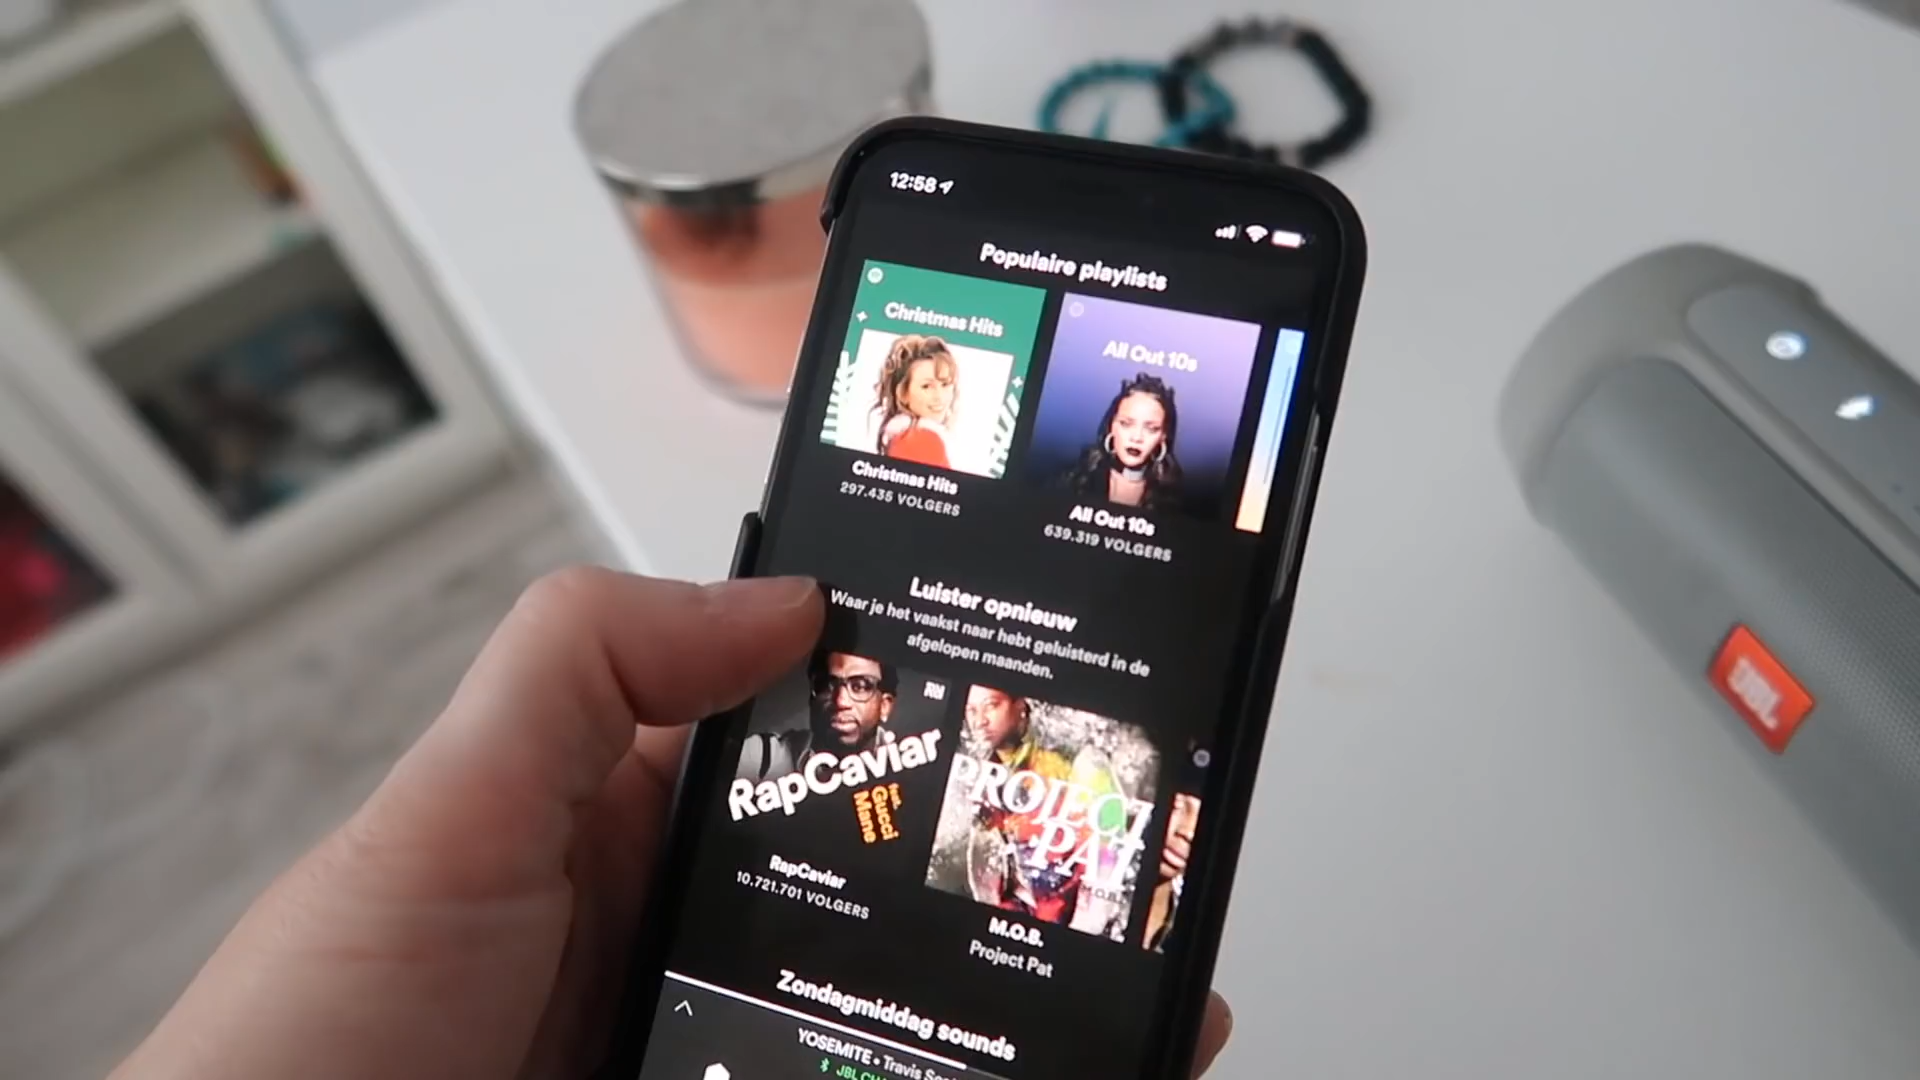 12:58
Populaire playlists
Christmas Hits
All Out 10s
Christmas Hits
297.435 VOLGERS
All Out 10s
639.319 VOLGERS
Luister opnieuw
Waar je het vaakst naar hebt geluisterd in de
afgelopen maanden.
RapCaviar
feat.
Gucci
Mane
PROJECT
PAT
M.O.B.
RapCaviar
10.721.701 VOLGERS
M.O.B.
Project Pat
Zondagmiddag sounds
YOSEMITE • Travis
JBL
JBL